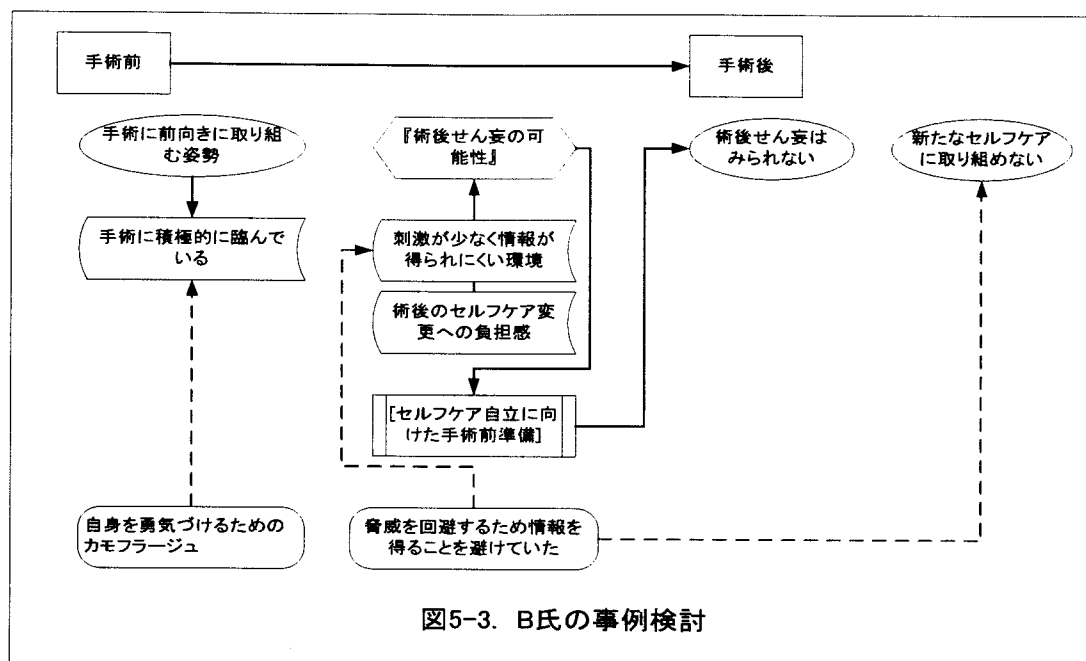 手術前
手術後
手術に前向きに取り組
む姿勢
『術後せん妄の可
能性』
術後せん妄は
みられない
新たなセルフケア
に取り組めない
手術に積極的に臨んで
いる
刺激が少なく情報が
得られにくい環境
術後のセルフケア変
更への負担感
[セルフケア自立に向
けた手術前準備]
自身を勇気づけるための
カモフラージュ
脅威を回避するため情報を
得ることを避けていた
図5-3. B氏の事例検討